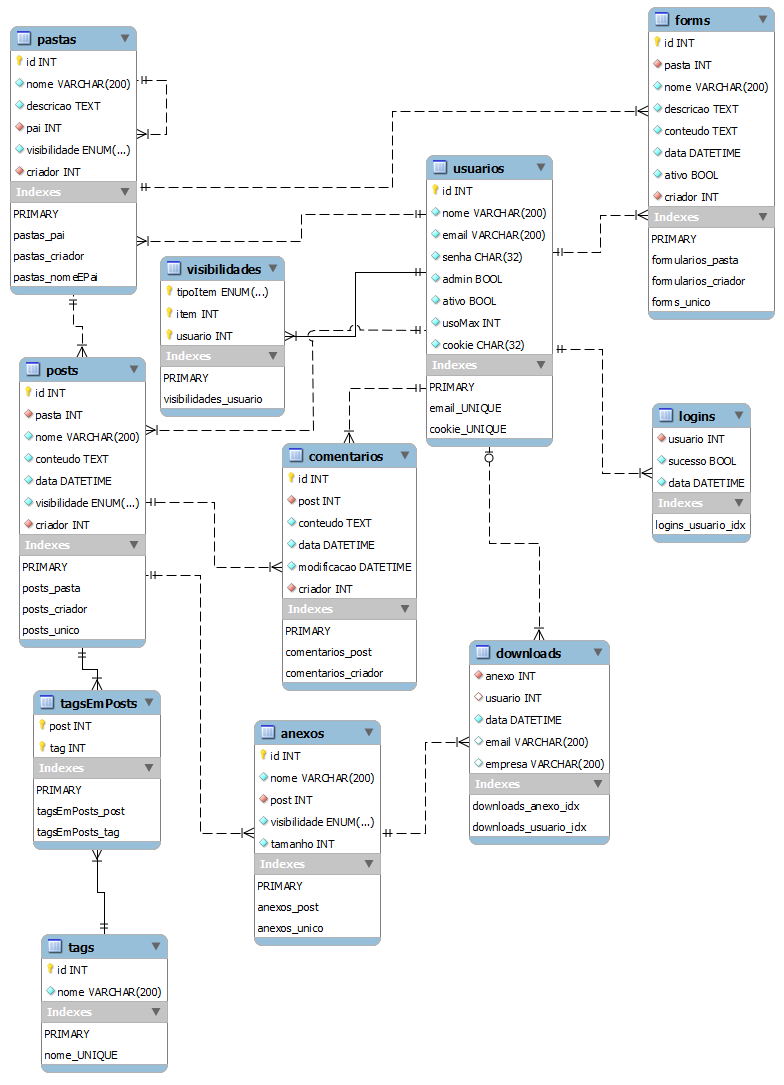 pastas
id INT
nome VARCHAR(200)
descricao TEXT
pai INT
visibilidade ENUM(...)
criador INT
Indexes
PRIMARY
pastas_pai
pastas_criador
pastas_nomeEPai
forms
id INT
pasta INT
nome VARCHAR(200)
descricao TEXT
conteudo TEXT
data DATETIME
ativo BOOL
criador INT
Indexes
PRIMARY
formularios_pasta
formularios_criador
forms_unico
usuarios
id INT
nome VARCHAR(200)
email VARCHAR(200)
senha CHAR(32)
admin BOOL
ativo BOOL
usoMax INT
cookie CHAR(32)
Indexes
PRIMARY
email_UNIQUE
cookie_UNIQUE
visibilidades
tipoItem ENUM(...)
item INT
usuario INT
Indexes
PRIMARY
visibilidades_usuario
posts
id INT
pasta INT
nome VARCHAR(200)
conteudo TEXT
data DATETIME
visibilidade ENUM(...)
criador INT
Indexes
PRIMARY
posts_pasta
posts_criador
posts_unico
comentarios
id INT
post INT
conteudo TEXT
data DATETIME
modificacao DATETIME
criador INT
Indexes
PRIMARY
comentarios_post
comentarios_criador
logins
usuario INT
sucesso BOOL
data DATETIME
Indexes
logins_usuario_idx
downloads
anexo INT
usuario INT
data DATETIME
email VARCHAR(200)
empresa VARCHAR(200)
Indexes
downloads_anexo_idx
downloads_usuario_idx
tagsEmPosts
post INT
tag INT
Indexes
PRIMARY
tagsEmPosts_post
tagsEmPosts_tag
anexos
id INT
nome VARCHAR(200)
post INT
visibilidade ENUM(...)
tamanho INT
Indexes
PRIMARY
anexos_post
anexos_unico
tags
id INT
nome VARCHAR(200)
Indexes
PRIMARY
nome_UNIQUE